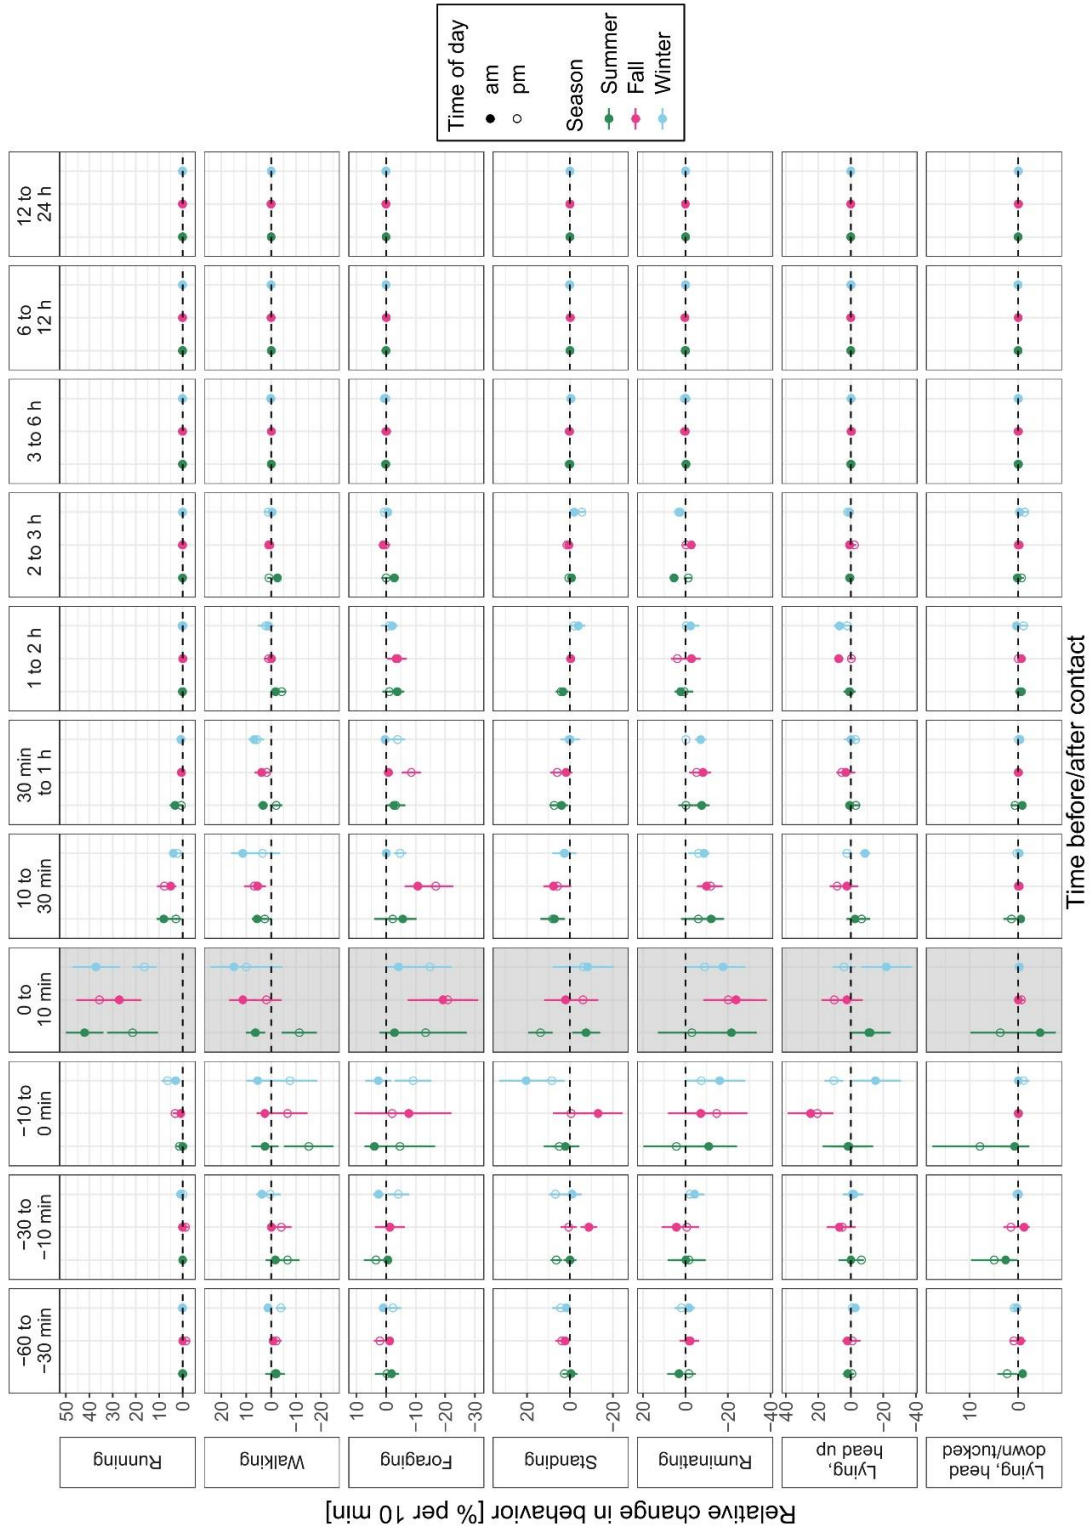 −60 to
−30 min
−30 to
−10 min
−10 to
0 min
0 to
10 min
10 to
30 min
30 min
to 1 h
1 to 2 h
2 to 3 h
3 to 6 h
6 to
12 h
12 to
24 h
Running
50
40
30
20
10
0
Walking
20
10
0
−10
−20
Foraging
10
0
−10
−20
−30
Standing
20
0
−20
Ruminating
20
0
−20
−40
Lying,
head up
40
20
0
−20
−40
Lying, head
down/tucked
10
0
Relative change in behavior [% per 10 min]
Time before/after contact
Time of day
am
pm
Season
Summer
Fall
Winter